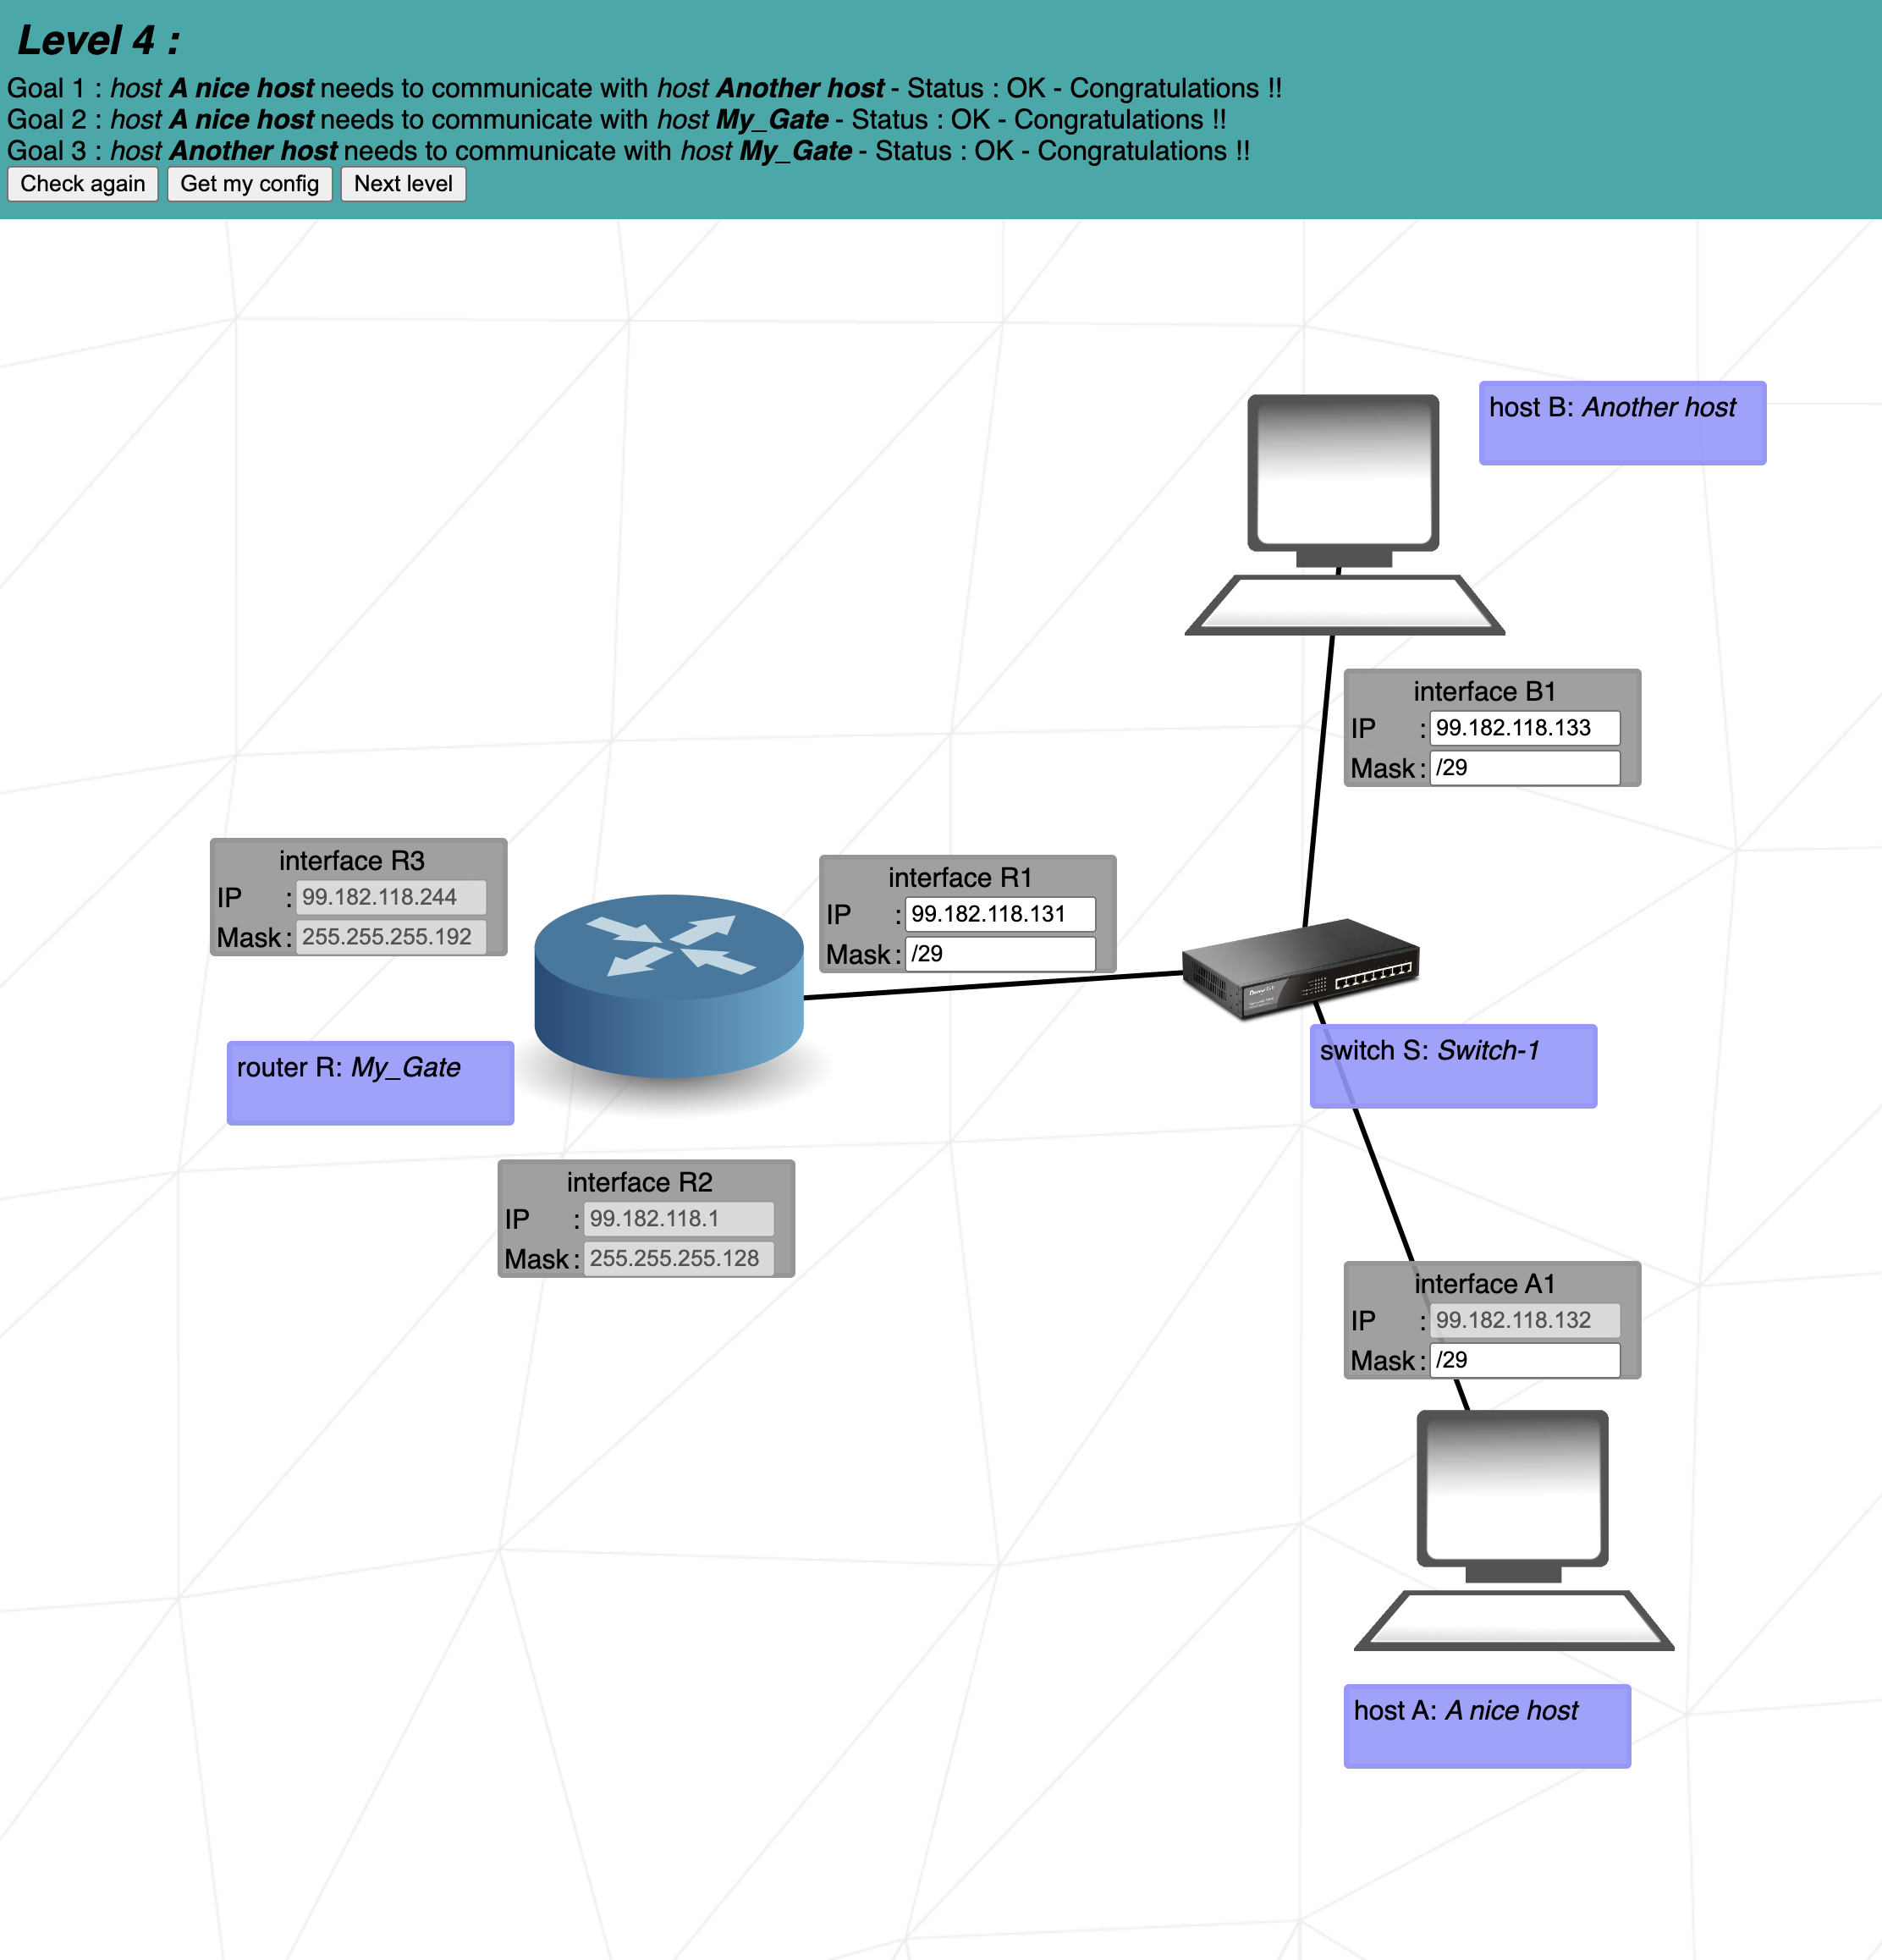 Level 4 :
Goal 1 : host A nice host needs to communicate with host Another host - Status : OK - Congratulations !!
Goal 2 : host A nice host needs to communicate with host My_Gate - Status : OK - Congratulations !!
Goal 3 : host Another host needs to communicate with host My_Gate - Status : OK - Congratulations !!
Check again Get my config Next level
host B: Another host
interface B1
IP : 99.182.118.133
Mask : /29
interface R3
IP : 99.182.118.244
Mask : 255.255.255.192
interface R1
IP : 99.182.118.131
Mask : /29
router R: My_Gate
switch S: Switch-1
interface R2
IP : 99.182.118.1
Mask : 255.255.255.128
interface A1
IP : 99.182.118.132
Mask : /29
host A: A nice host